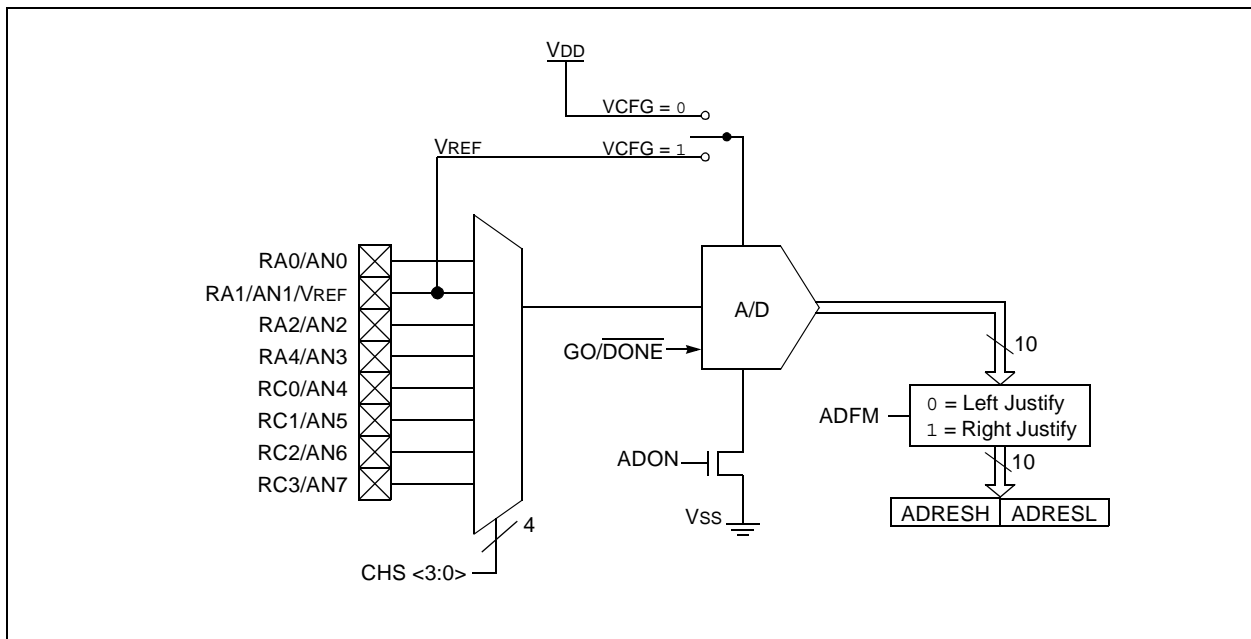 VDD
VCFG = 0
VREF
VCFG = 1
RA0/AN0
RA1/AN1/VREF
RA2/AN2
RA4/AN3
RC0/AN4
RC1/AN5
RC2/AN6
RC3/AN7
CHS <3:0>
4
A/D
GO/DONE
ADON
VSS
10
ADFM
0 = Left Justify
1 = Right Justify
10
ADRESH
ADRESL